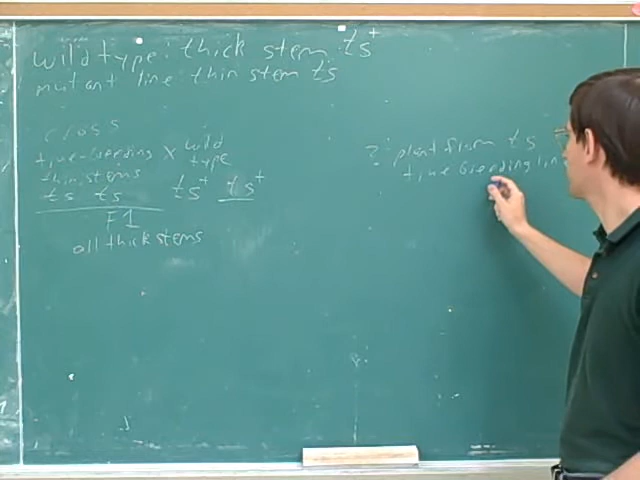 wild type: thick stem ts+
mutant line thin stem ts
cross
true-breeding X wild type
thin stems
ts ts ts+ ts+
F1
all thick stems
? plant from ts
true breeding lin